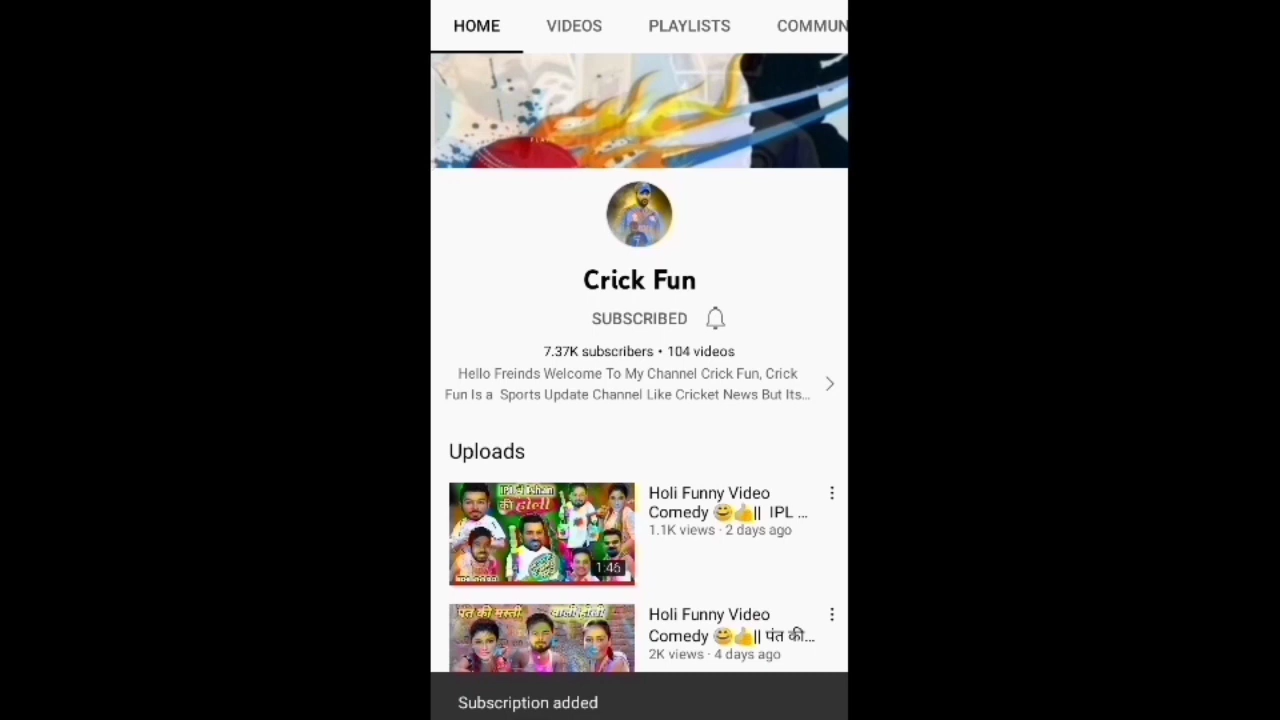 HOME VIDEOS PLAYLISTS COMMUN
Crick Fun
SUBSCRIBED
7.37K subscribers • 104 videos
Hello Freinds Welcome To My Channel Crick Fun, Crick
Fun Is a Sports Update Channel Like Cricket News But Its...
Uploads
की होली
1:46
Holi Funny Video
Comedy 😄👍|| IPL ...
1.1K views · 2 days ago
पंत की मस्ती
Holi Funny Video
Comedy 😄👍|| पंत की...
2K views · 4 days ago
Subscription added